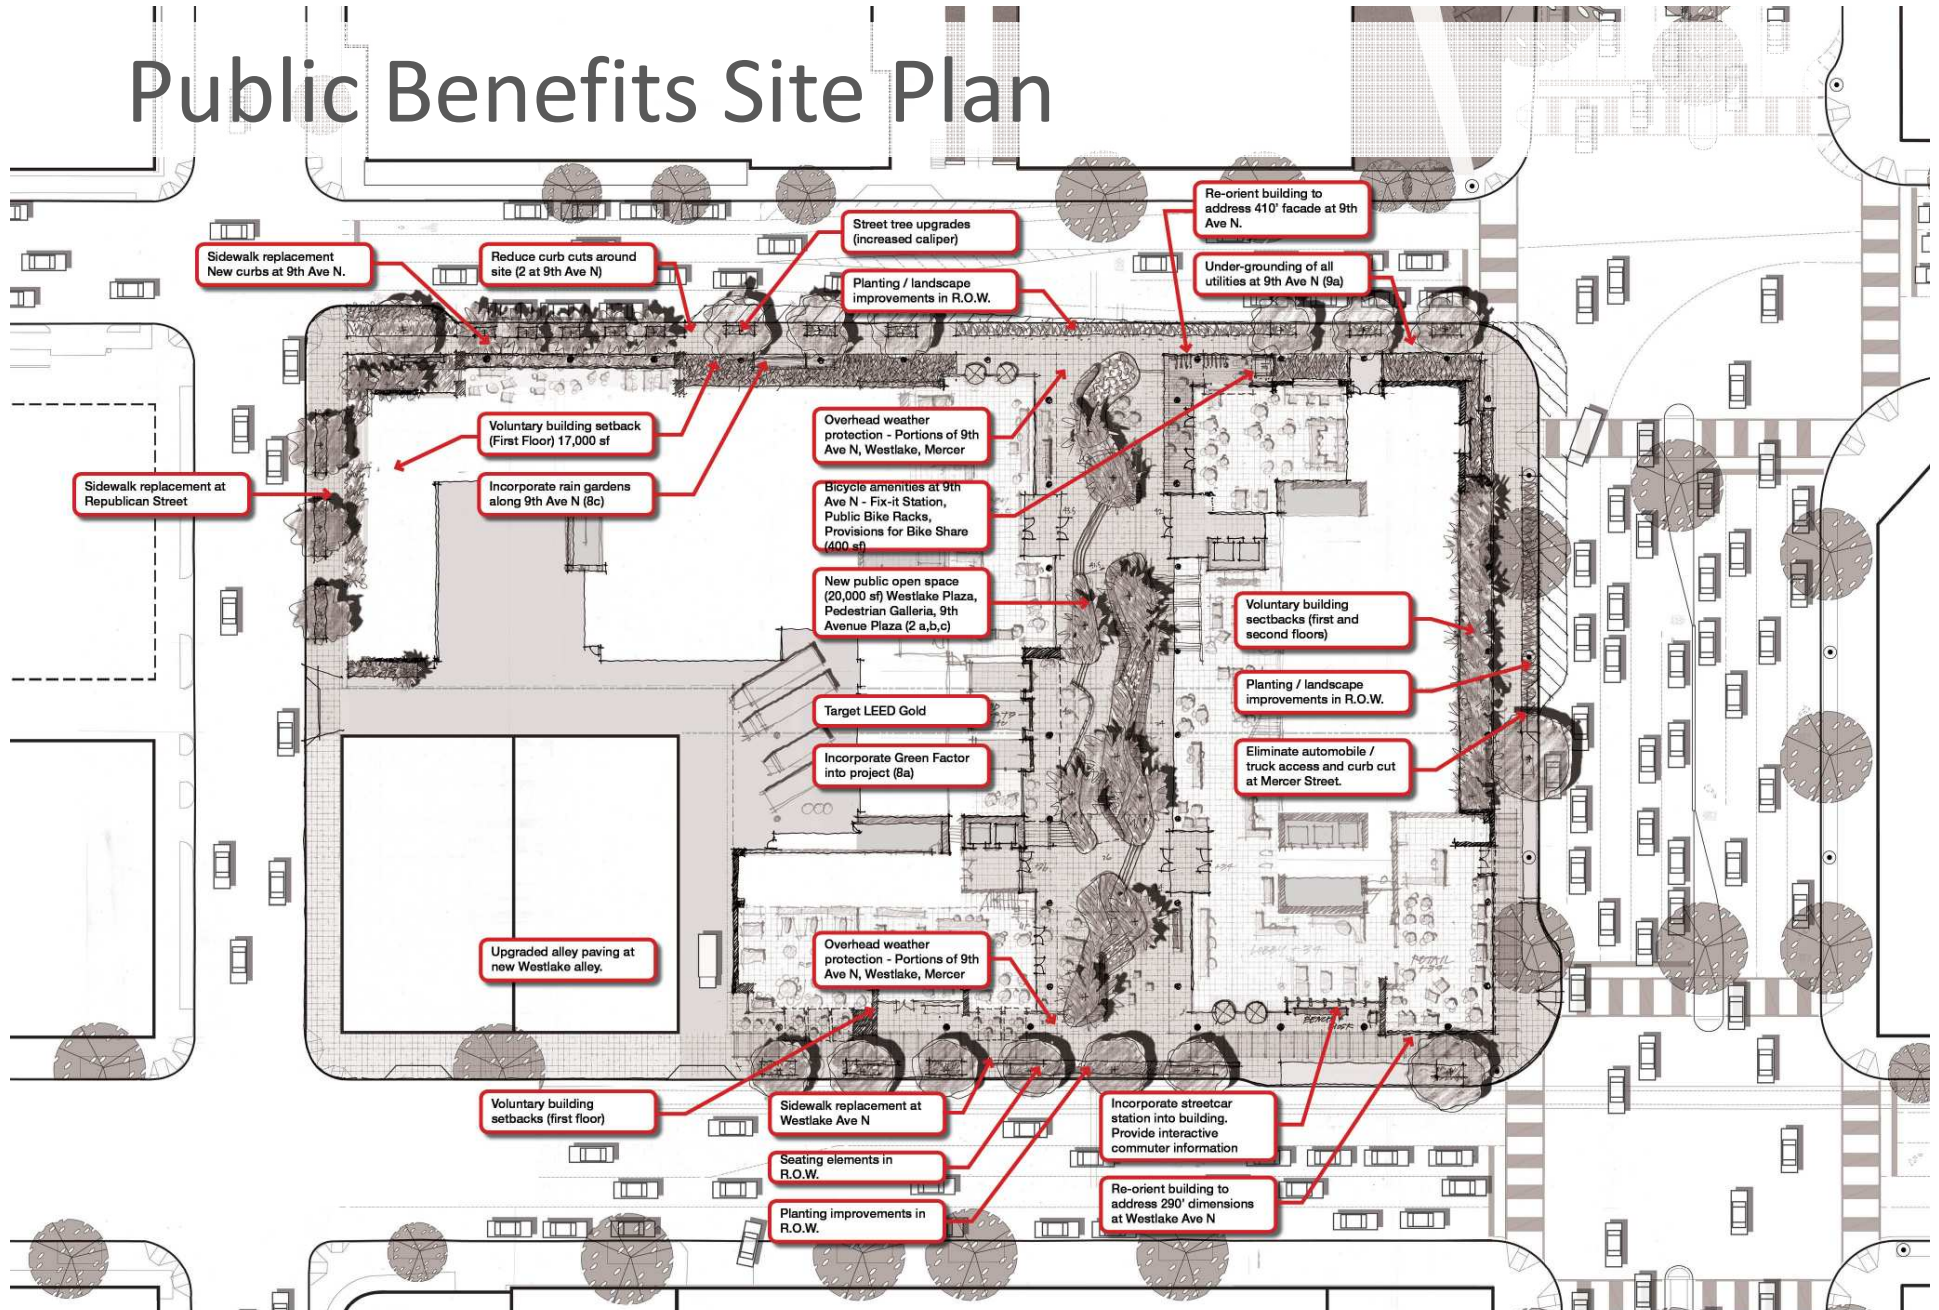 Public Benefits Site Plan
Re-orient building to
address 410' facade at 9th
Ave N.
Street tree upgrades
(increased caliper)
Sidewalk replacement
New curbs at 9th Ave N.
Reduce curb cuts around
site (2 at 9th Ave N)
Under-grounding of all
utilities at 9th Ave N (9a)
Planting / landscape
improvements in R.O.W.
Voluntary building setback
(First Floor) 17,000 sf
Overhead weather
protection - Portions of 9th
Ave N, Westlake, Mercer
Sidewalk replacement at
Republican Street
Incorporate rain gardens
along 9th Ave N (8c)
Bicycle amenities at 9th
Ave N - Fix-it Station,
Public Bike Racks,
Provisions for Bike Share
(400 sf)
New public open space
(20,000 sf) Westlake Plaza,
Pedestrian Galleria, 9th
Avenue Plaza (2 a,b,c)
Voluntary building
sectbacks (first and
second floors)
Target LEED Gold
Planting / landscape
improvements in R.O.W.
Incorporate Green Factor
into project (8a)
Eliminate automobile /
truck access and curb cut
at Mercer Street.
Upgraded alley paving at
new Westlake alley.
Overhead weather
protection - Portions of 9th
Ave N, Westlake, Mercer
RETAIL
Voluntary building
setbacks (first floor)
Sidewalk replacement at
Westlake Ave N
Incorporate streetcar
station into building.
Provide interactive
commuter information
Seating elements in
R.O.W.
Re-orient building to
address 290' dimensions
at Westlake Ave N
Planting improvements in
R.O.W.